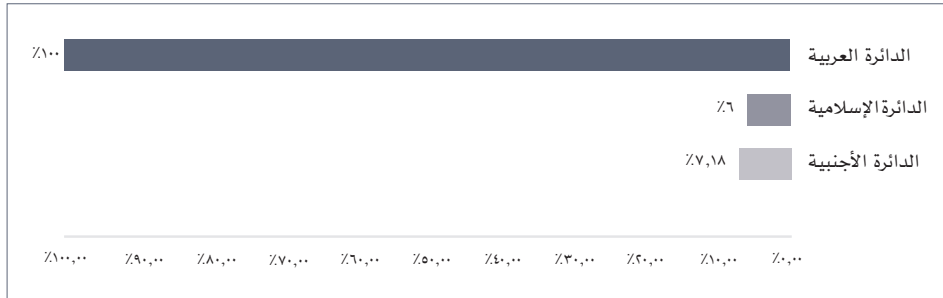 الدائرة العربية ٪١٠٠
الدائرة الإسلامية ٪٦
الدائرة الأجنبية ٪٧,١٨
٪٠,٠٠ ٪١٠,٠٠ ٪٢٠,٠٠ ٪٣٠,٠٠ ٪٤٠,٠٠ ٪٥٠,٠٠ ٪٦٠,٠٠ ٪٧٠,٠٠ ٪٨٠,٠٠ ٪٩٠,٠٠ ٪١٠٠,٠٠